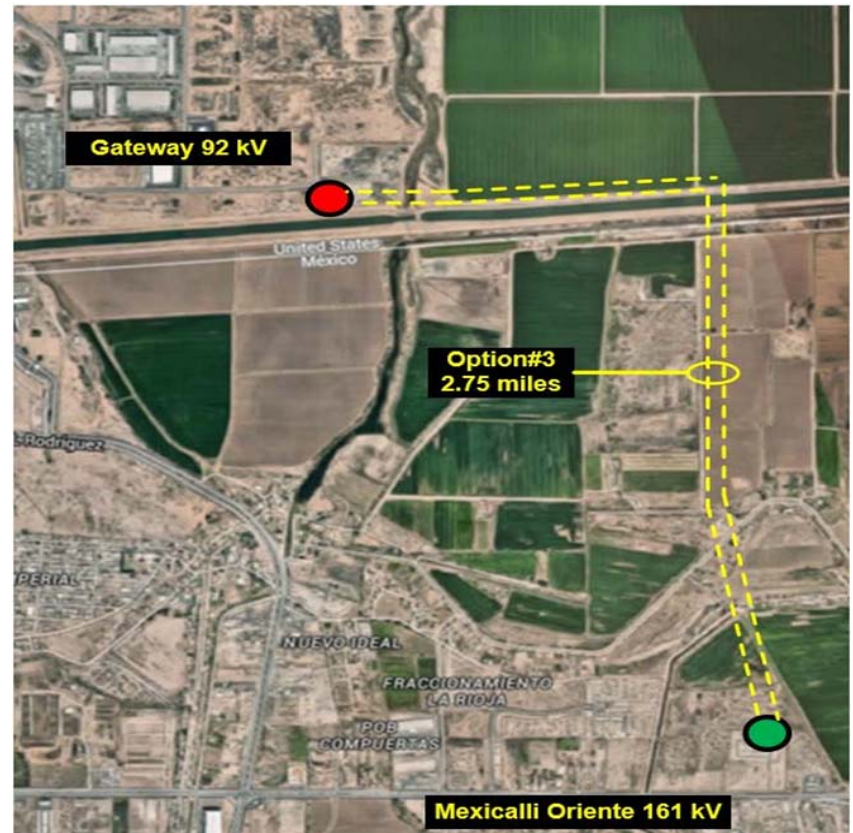 Gateway 92 kV
United States
México
Option#3
2.75 miles
Rodriguez
PERIAL
NUEVO IDEAL
FRACCIONAMIENTO
LA RIOJA
POB
COMPUERTAS
Mexicalli Oriente 161 kV